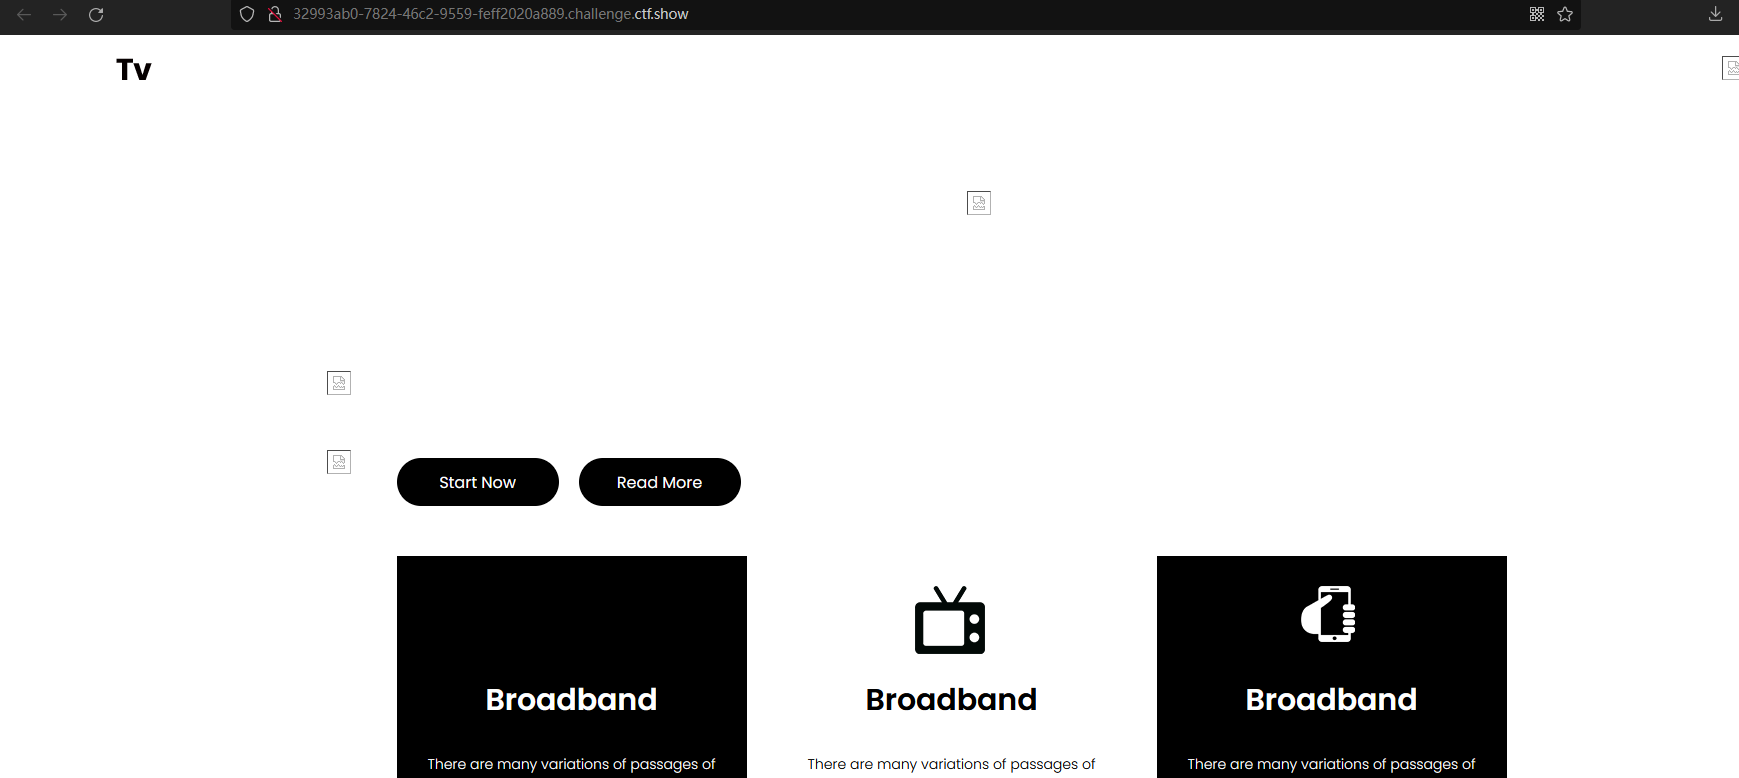 32993ab0-7824-46c2-9559-feff2020a889.challenge.ctf.show
Tv
Start Now
Read More
Broadband
Broadband
Broadband
There are many variations of passages of
There are many variations of passages of
There are many variations of passages of